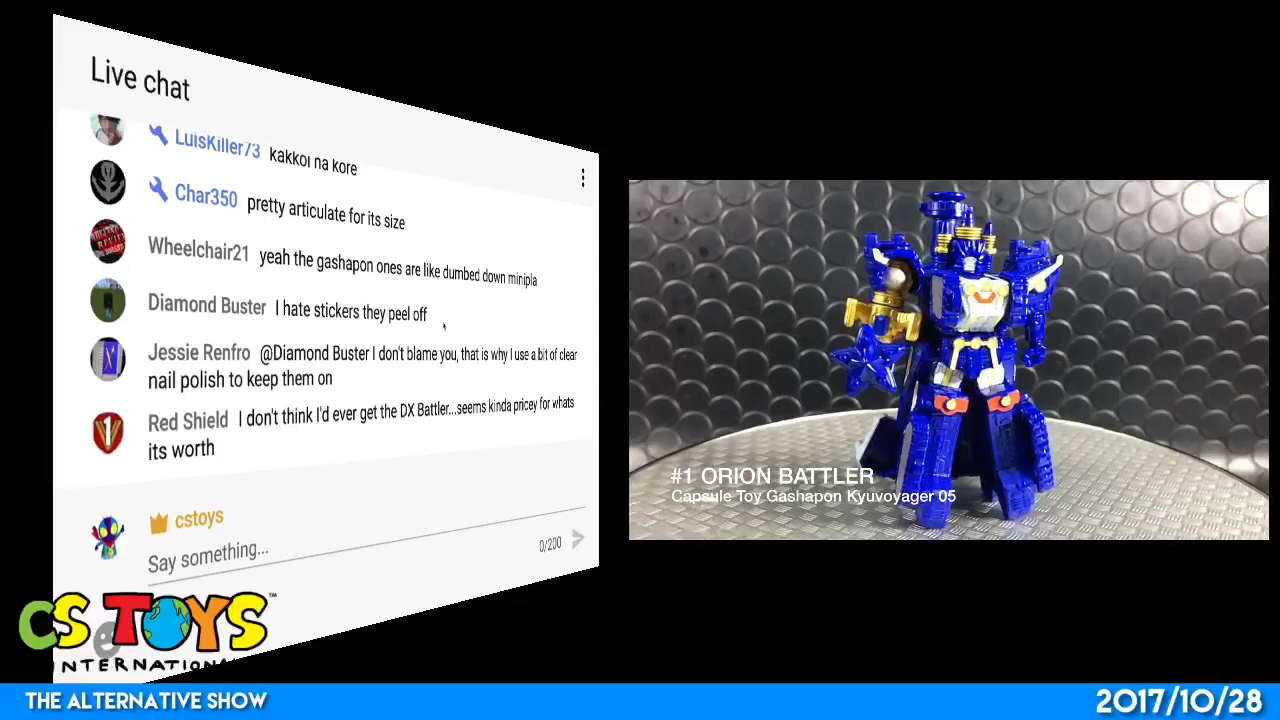 Live chat
LuisKiller73 kakkoi na kore
Char350 pretty articulate for its size
Wheelchair21 yeah the gashapon ones are like dumbed down minipla
Diamond Buster I hate stickers they peel off
Jessie Renfro @Diamond Buster I don't blame you, that is why I use a bit of clear
nail polish to keep them on
Red Shield I don't think I'd ever get the DX Battler...seems kinda pricey for whats
its worth
cstoys
Say something...
0/200
#1 ORION BATTLER
Capsule Toy Gashapon Kyuvoyager 05
CS TOYS™
INTERNATIONAL
THE ALTERNATIVE SHOW
2017/10/28